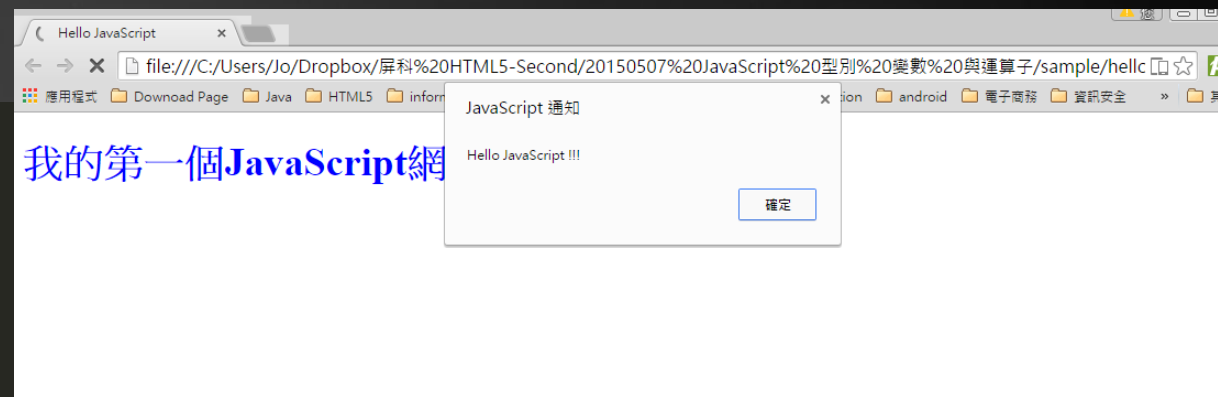 Hello JavaScript
file:///C:/Users/Jo/Dropbox/屏科%20HTML5-Second/20150507%20JavaScript%20型別%20變數%20與運算子/sample/hellc
應用程式 Downoad Page Java HTML5 inforn tion android 電子商務 資訊安全 »
JavaScript 通知
Hello JavaScript !!!
確定
我的第一個JavaScript網